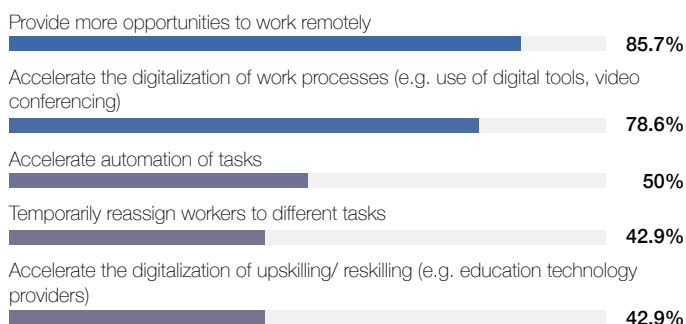 Provide more opportunities to work remotely
85.7%
Accelerate the digitalization of work processes (e.g. use of digital tools, video
conferencing)
78.6%
Accelerate automation of tasks
50%
Temporarily reassign workers to different tasks
42.9%
Accelerate the digitalization of upskilling/ reskilling (e.g. education technology
providers)
42.9%